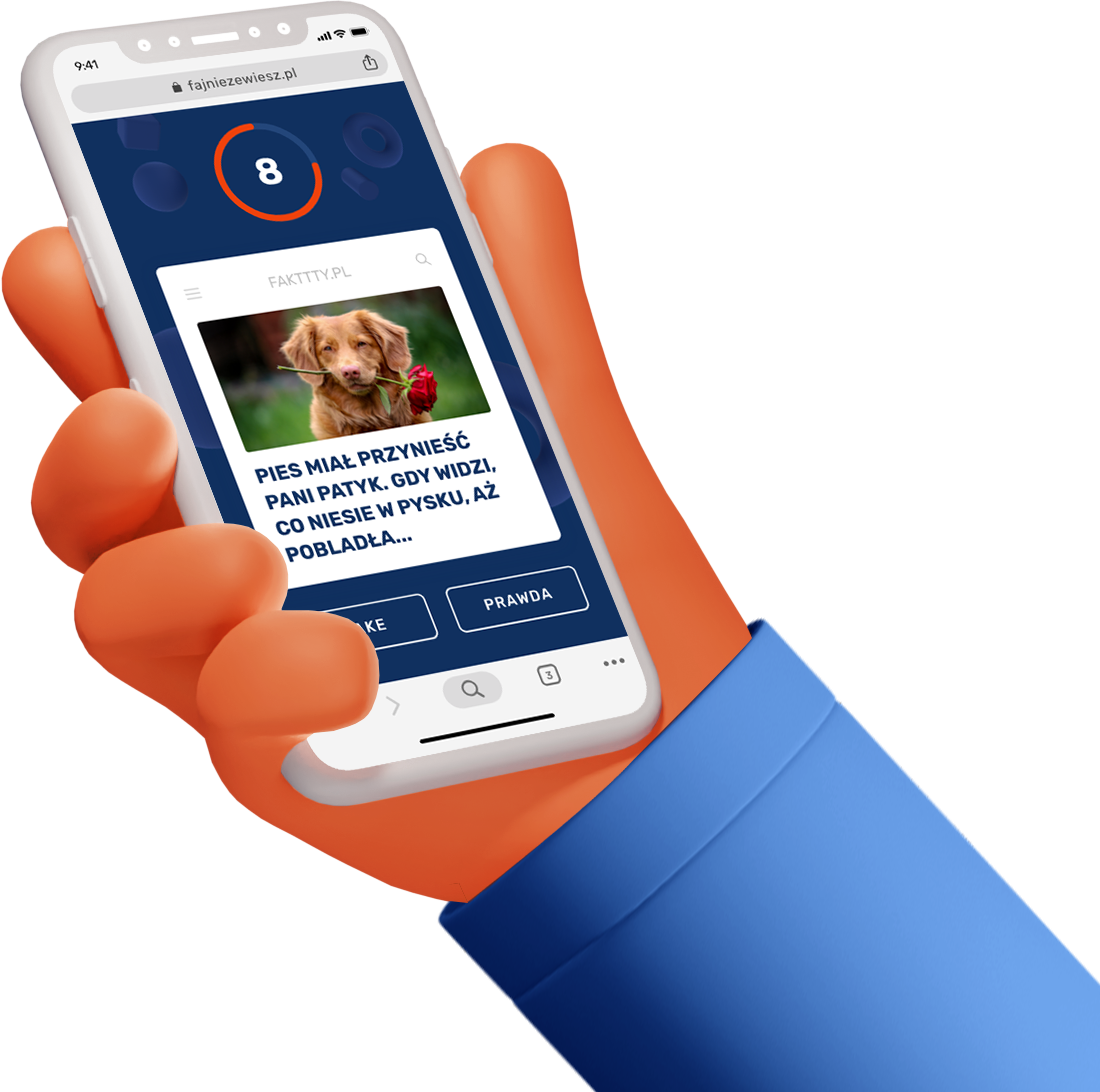 9:41
fajniezewiesz.pl
8
FAKTTTY.PL
PIES MIAŁ PRZYNIEŚĆ
PANI PATYK. GDY WIDZI,
CO NIESIE W PYSKU, AŻ
POBLADŁA...
PRAWDA
3